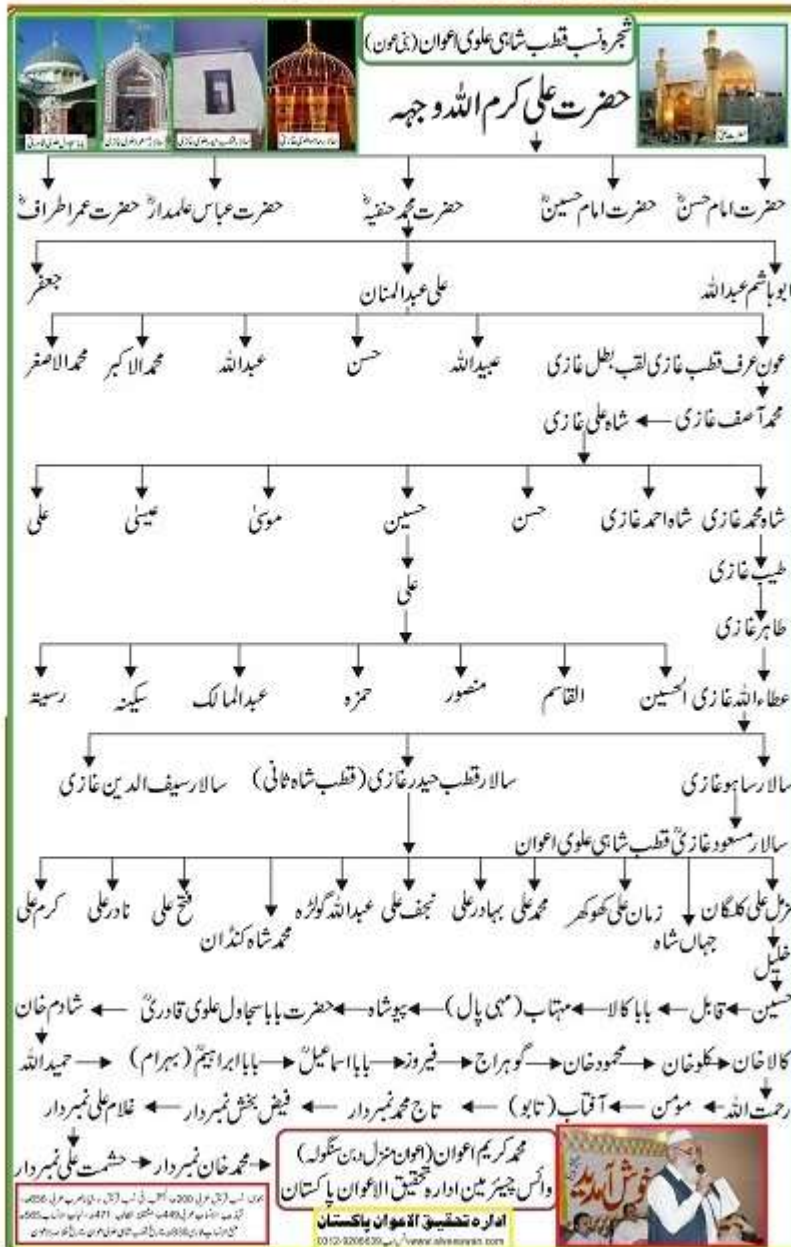 شجرہ نسب قطب شاہی علوی اعوان (بنی عون)
حضرت علی کرم اللہ وجہہ
حضرت امام حسنؓ حضرت امام حسینؓ حضرت محمد حنفیہؓ حضرت عباس علمدارؓ حضرت عمر اطرافؓ
ابو ہاشم عبداللہ علی عبدالمنان جعفر
عون عرف قطب غازی لقب بطل غازی عبیداللہ حسن عبداللہ محمد الاکبر محمد الاصغر
محمد آصف غازی شاہ علی غازی
شاہ محمد غازی شاہ احمد غازی حسن حسین موسیٰ عیسیٰ علی
طیب غازی
علی
طاہر غازی
عطاء اللہ غازی الحسین القاسم منصور حمزہ عبدالمالک سکینہ
سالار ساہو غازی سالار قطب حیدر غازی (قطب شاہ ثانی) سالار سیف الدین غازی
سالار مسعود غازیؒ قطب شاہی علوی اعوان
مزمل علی کلگان جہاں شاہ زمان علی کھوکھر محمد علی بہادر علی نجف علی عبداللہ گولڑہ محمد شاہ کنڈان فتح علی نادر علی کرم علی
خلیل
حسین قابل بابا کالا مہتاب (مہی پال) پیو شاہ حضرت بابا سجاول علوی قادریؒ شادم خان
کالا خان کلو خان محمود خان گوہراج فیروز بابا اسماعیلؒ بابا ابراہیمؒ (بہرام) حمید اللہ
رحمت اللہ مومن آفتاب (تابو) تاج محمد نمبردار فیض بخش نمبردار غلام علی نمبردار
محمد خان نمبردار حشمت علی نمبردار
محمد کریم اعوان (اعوان منزل دبن سنگولہ)
وائس چیئرمین ادارہ تحقیق الاعوان پاکستان
ادارہ تحقیق الاعوان پاکستان
خوش آمدید